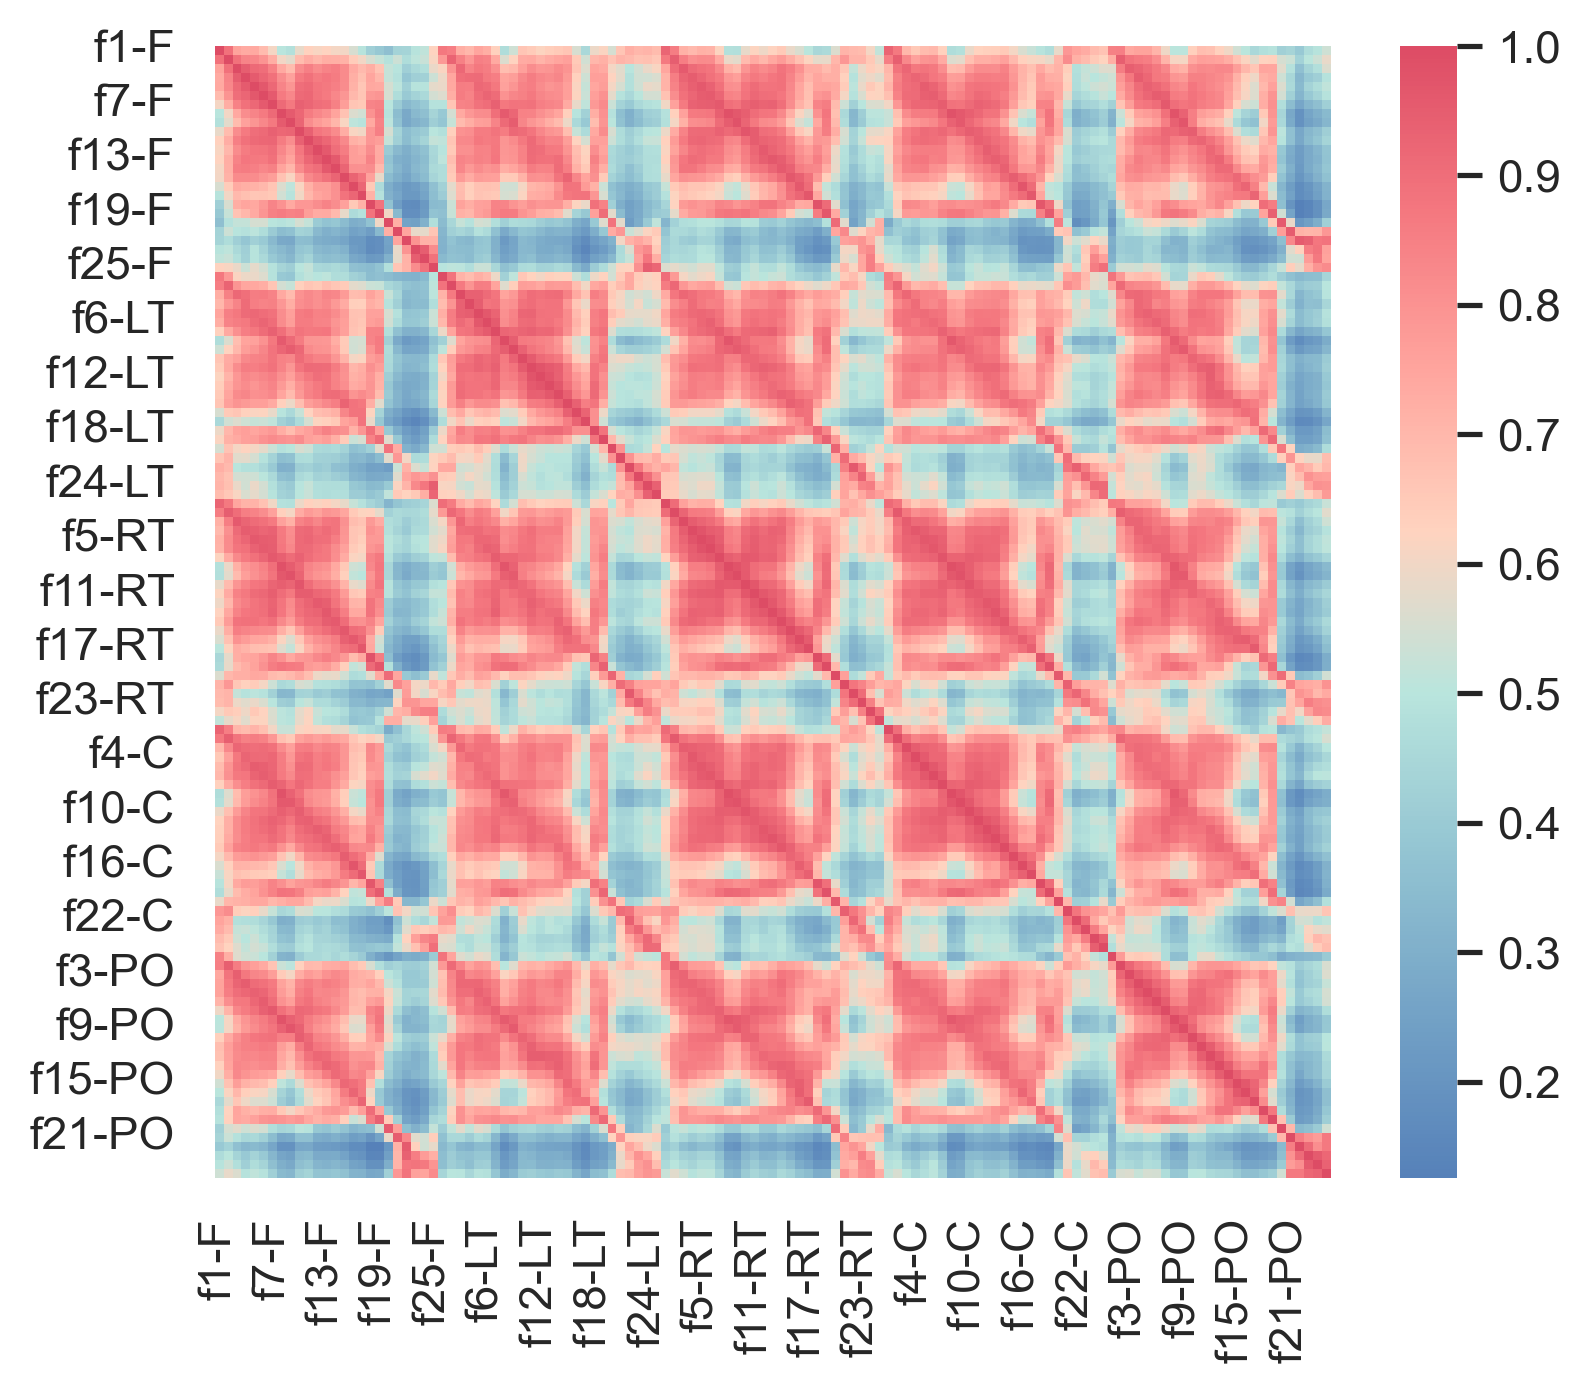 f1-F
f7-F
f13-F
f19-F
f25-F
f6-LT
f12-LT
f18-LT
f24-LT
f5-RT
f11-RT
f17-RT
f23-RT
f4-C
f10-C
f16-C
f22-C
f3-PO
f9-PO
f15-PO
f21-PO
f1-F
f7-F
f13-F
f19-F
f25-F
f6-LT
f12-LT
f18-LT
f24-LT
f5-RT
f11-RT
f17-RT
f23-RT
f4-C
f10-C
f16-C
f22-C
f3-PO
f9-PO
f15-PO
f21-PO
1.0
0.9
0.8
0.7
0.6
0.5
0.4
0.3
0.2